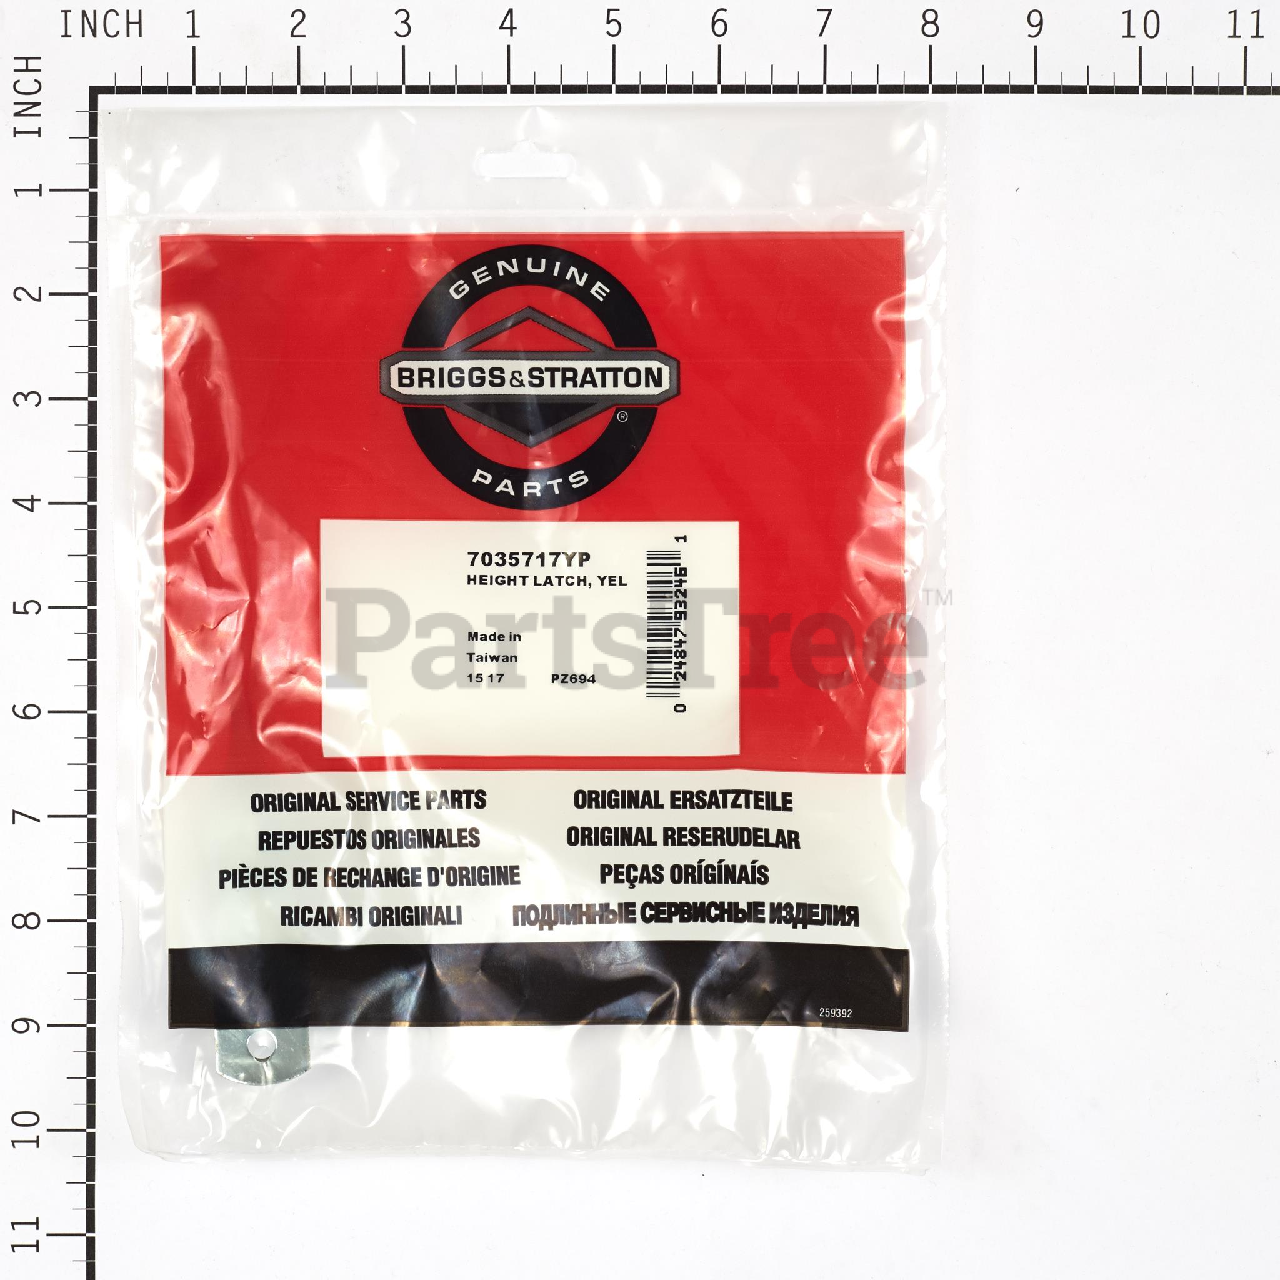 INCH 1 2 3 4 5 6 7 8 9 10 11
INCH 1 2 3 4 5 6 7 8 9 10 11
GENUINE
BRIGGS&STRATTON
®
PARTS
7035717YP
HEIGHT LATCH, YEL
Made in
Taiwan
15 17 PZ694
0 24847 93246 1
PartsTree™
ORIGINAL SERVICE PARTS
ORIGINAL ERSATZTEILE
REPUESTOS ORIGINALES
ORIGINAL RESERUDELAR
PIÈCES DE RECHANGE D'ORIGINE
PEÇAS ORÍGÍNAÍS
RICAMBI ORIGINALI
ПОДЛИННЫЕ СЕРВИСНЫЕ ИЗДЕЛИЯ
259392